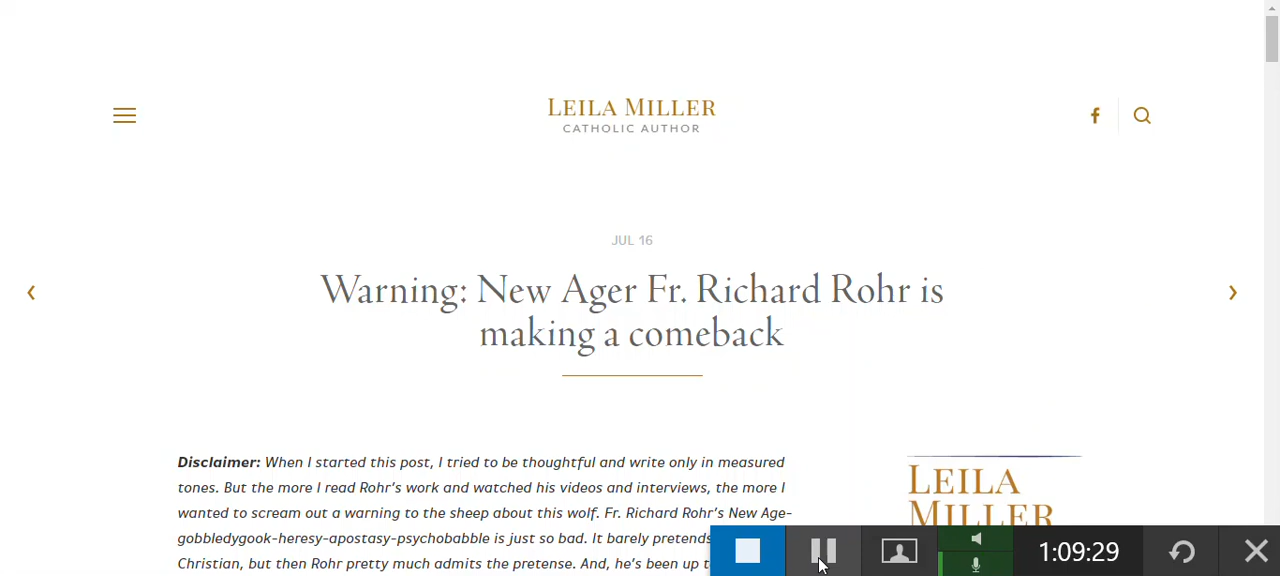 LEILA MILLER
CATHOLIC AUTHOR
JUL 16
Warning: New Ager Fr. Richard Rohr is
making a comeback
Disclaimer: When I started this post, I tried to be thoughtful and write only in measured
tones. But the more I read Rohr's work and watched his videos and interviews, the more I
wanted to scream out a warning to the sheep about this wolf. Fr. Richard Rohr's New Age-
gobbledygook-heresy-apostasy-psychobabble is just so bad. It barely pretends
Christian, but then Rohr pretty much admits the pretense. And, he's been up t
LEILA
MILLER
1:09:29